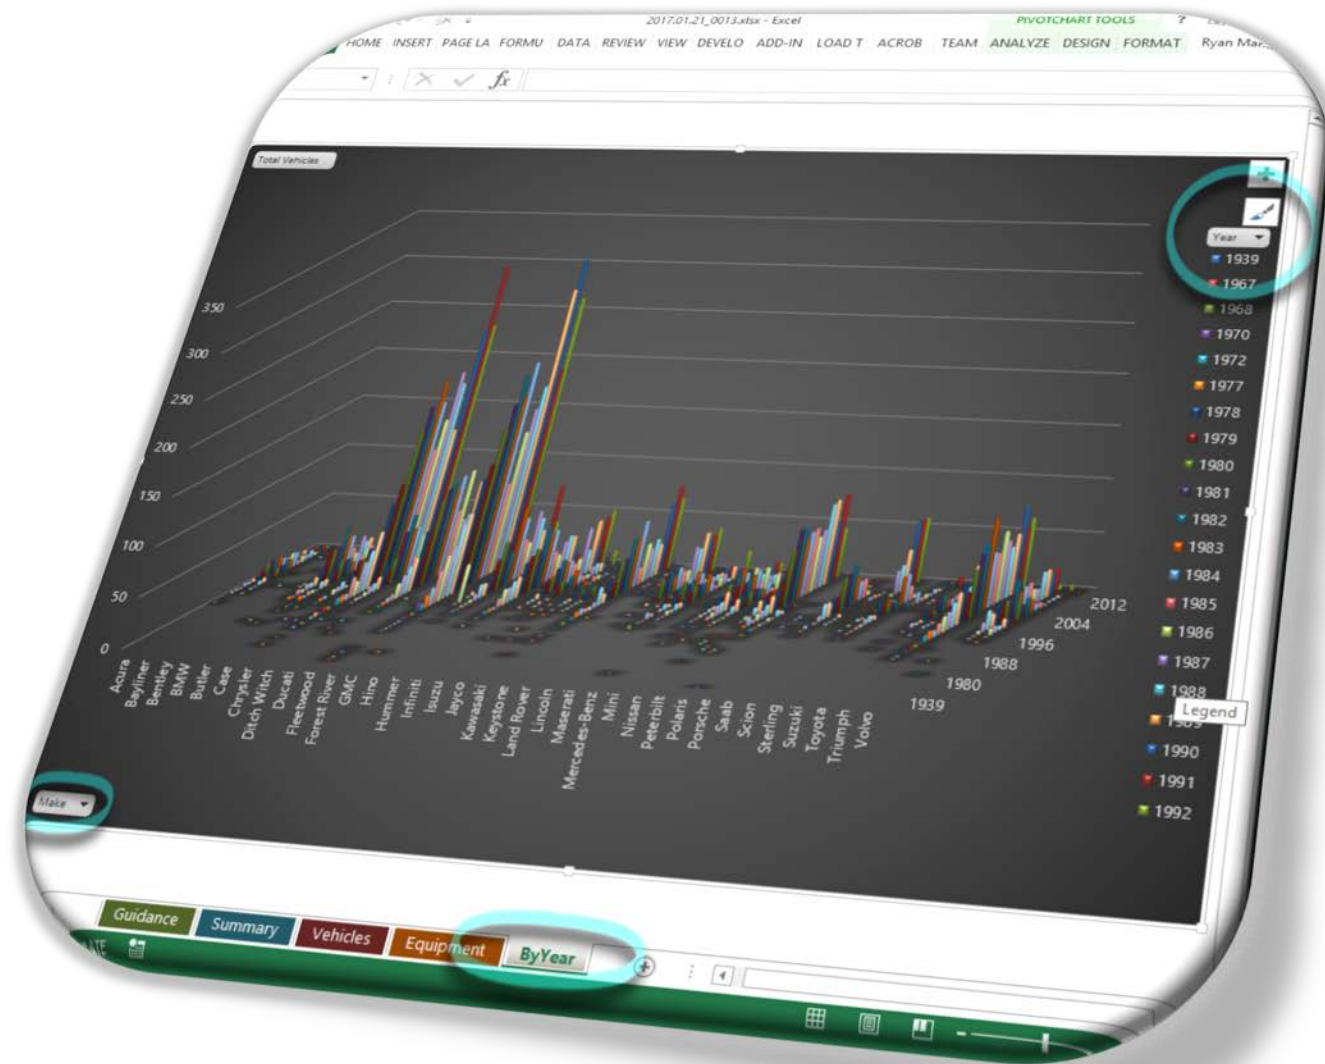 2017.01.21_0013.xlsx - Excel
PIVOTCHART TOOLS
?
HOME INSERT PAGE LA FORMU DATA REVIEW VIEW DEVELO ADD-IN LOAD T ACROB TEAM ANALYZE DESIGN FORMAT Ryan Mar
fx
Total Vehicles
Year
1939
1967
1968
1970
1972
1977
1978
1979
1980
1981
1982
1983
1984
1985
1986
1987
1988
1989
Legend
1990
1991
1992
350
300
250
200
150
100
50
0
2012
2004
1996
1988
1980
1939
Acura
Bayliner
Bentley
BMW
Butler
Case
Chrysler
Ditch Witch
Ducati
Fleetwood
Forest River
GMC
Hino
Hummer
Infiniti
Isuzu
Jayco
Kawasaki
Keystone
Land Rover
Lincoln
Maserati
Mercedes-Benz
Mini
Nissan
Peterbilt
Polaris
Porsche
Saab
Scion
Sterling
Suzuki
Toyota
Triumph
Volvo
Make
Guidance Summary Vehicles Equipment ByYear